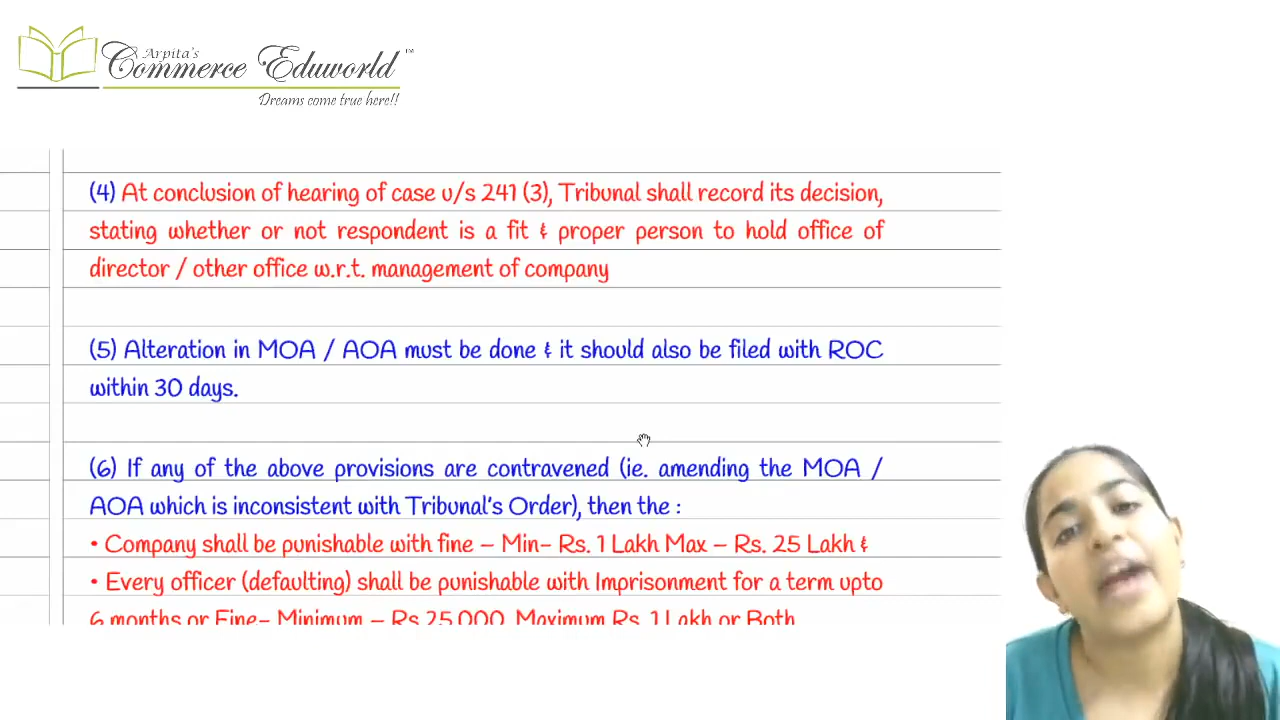 Arpita's
Commerce Eduworld™
Dreams come true here!!
(4) At conclusion of hearing of case u/s 241 (3), Tribunal shall record its decision,
stating whether or not respondent is a fit & proper person to hold office of
director / other office w.r.t. management of company
(5) Alteration in MOA / AOA must be done & it should also be filed with ROC
within 30 days.
(6) If any of the above provisions are contravened (ie. amending the MOA /
AOA which is inconsistent with Tribunal's Order), then the :
• Company shall be punishable with fine – Min- Rs. 1 Lakh Max – Rs. 25 Lakh &
• Every officer (defaulting) shall be punishable with Imprisonment for a term upto
6 months or Fine- Minimum – Rs 25,000, Maximum Rs. 1 Lakh or Both